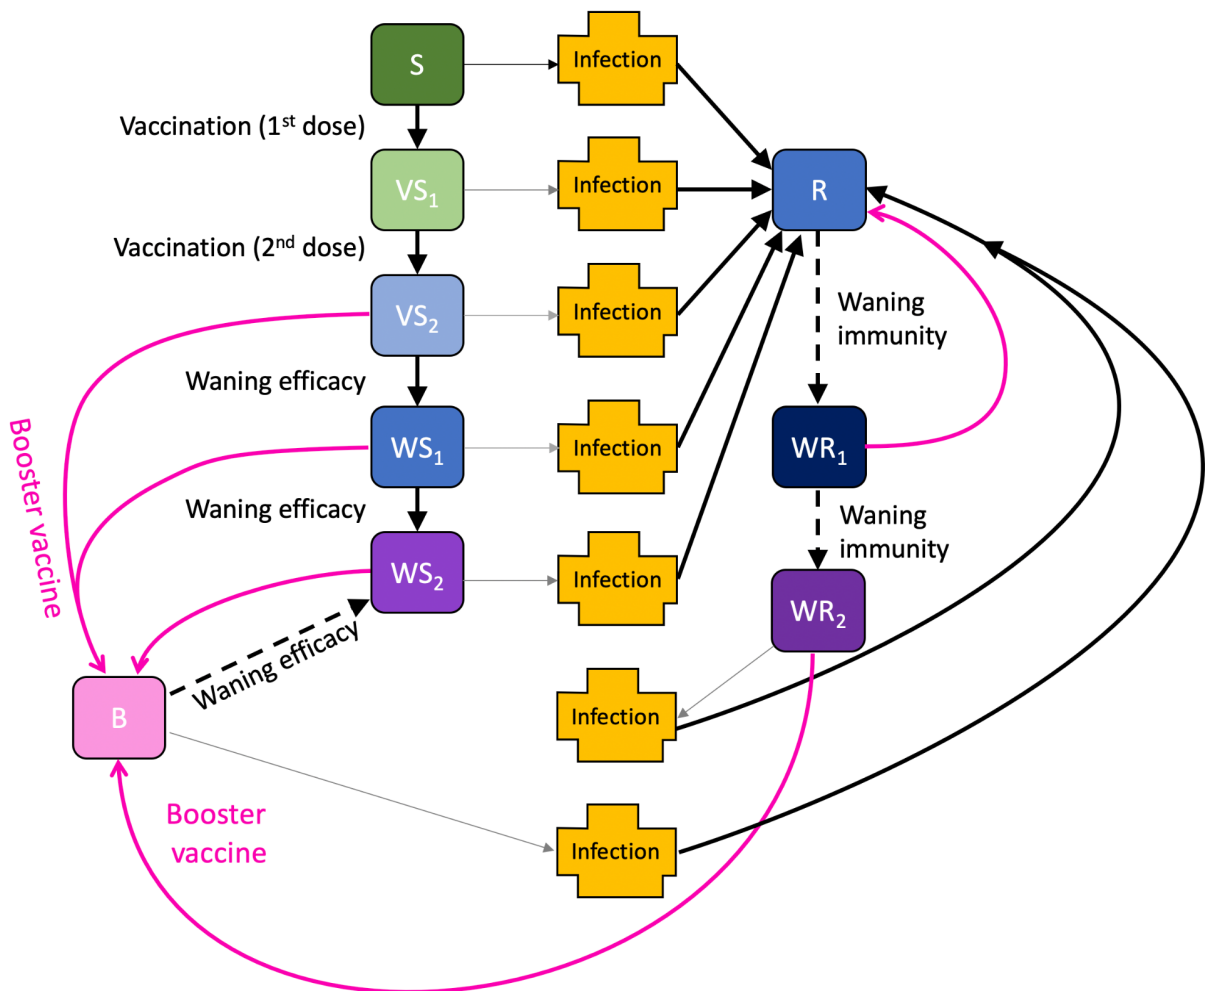 S
Infection
Vaccination (1st dose)
VS1
Infection
R
Vaccination (2nd dose)
VS2
Infection
Waning
immunity
Waning efficacy
Booster vaccine
WS1
Infection
WR1
Waning efficacy
Waning
immunity
WS2
Infection
WR2
Waning efficacy
B
Infection
Booster
vaccine
Infection